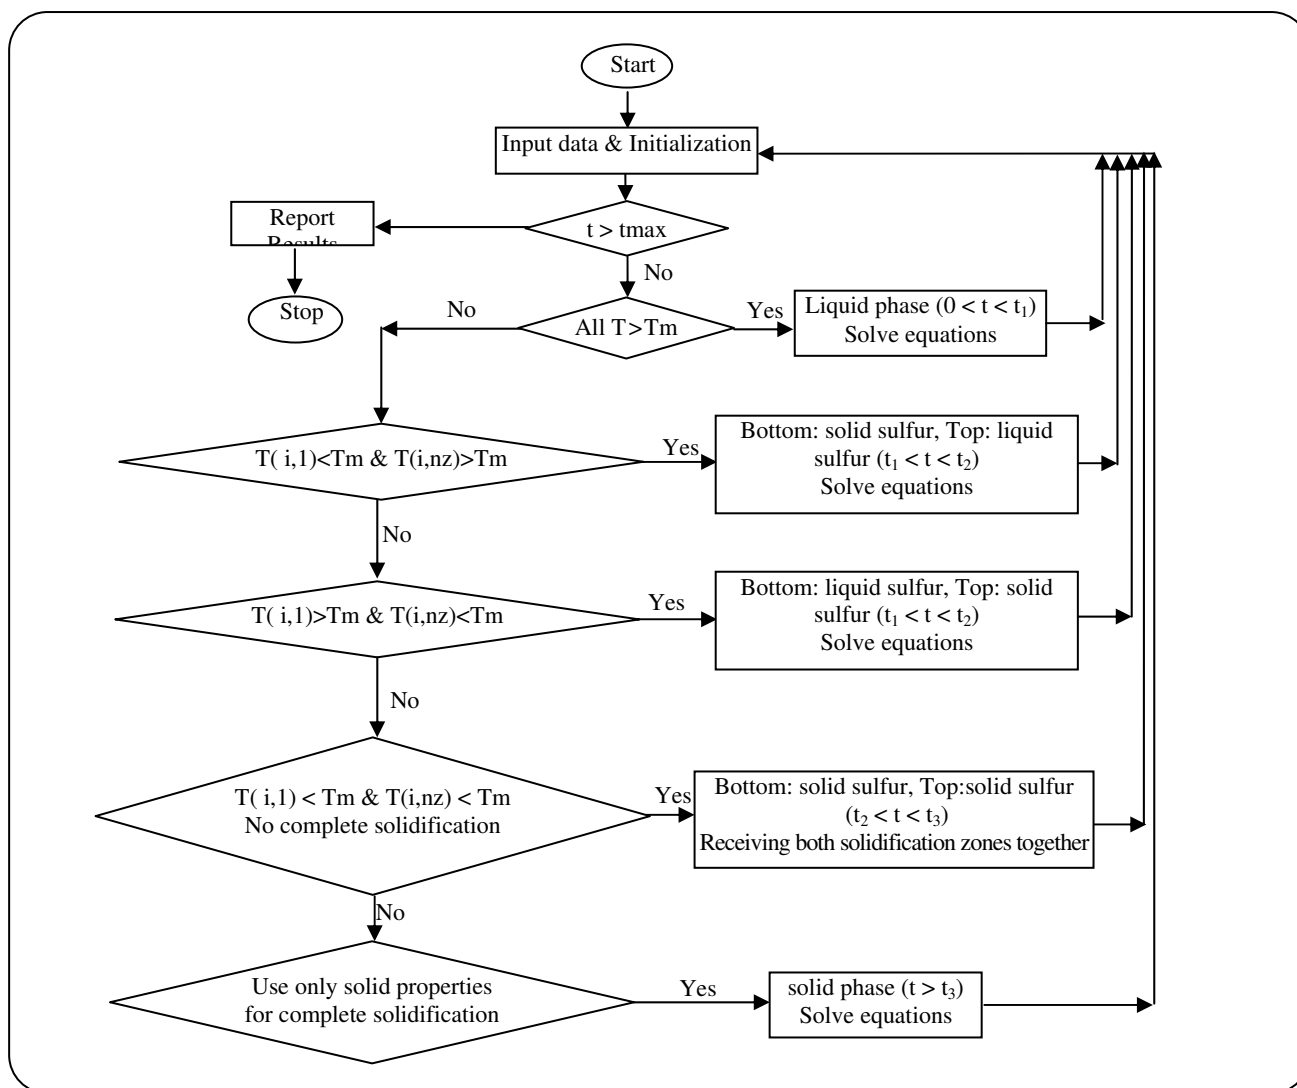 Start
Input data & Initialization
t > tmax
Report
Results
Stop
No
All T>Tm
No
Yes
Liquid phase (0 < t < t₁)
Solve equations
T( i,1)<Tm & T(i,nz)>Tm
Yes
Bottom: solid sulfur, Top: liquid
sulfur (t₁ < t < t₂)
Solve equations
No
T( i,1)>Tm & T(i,nz)<Tm
Yes
Bottom: liquid sulfur, Top: solid
sulfur (t₁ < t < t₂)
Solve equations
No
T( i,1) < Tm & T(i,nz) < Tm
No complete solidification
Yes
Bottom: solid sulfur, Top:solid sulfur
(t₂ < t < t₃)
Receiving both solidification zones together
No
Use only solid properties
for complete solidification
Yes
solid phase (t > t₃)
Solve equations